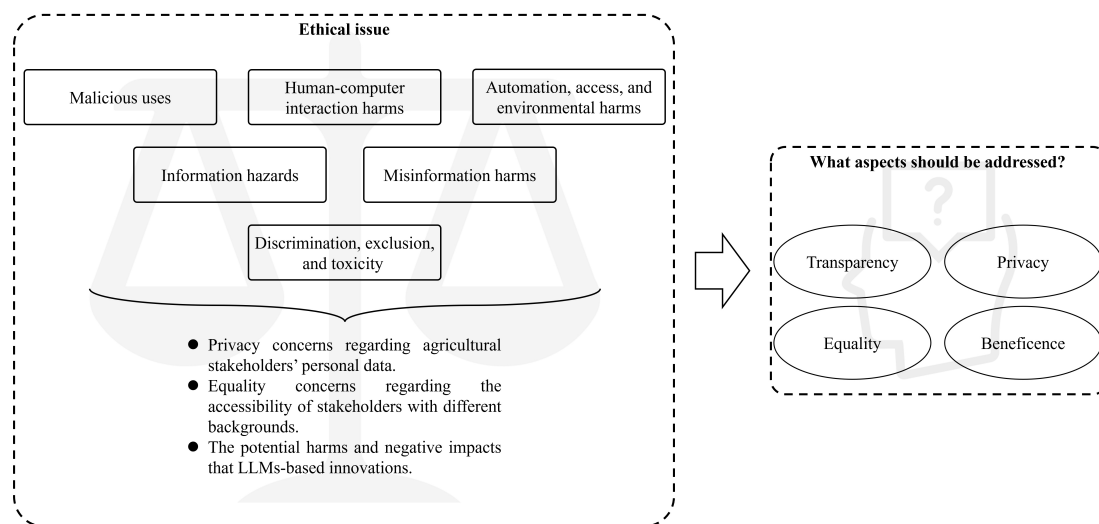 Ethical issue
Malicious uses
Human-computer
interaction harms
Automation, access, and
environmental harms
Information hazards
Misinformation harms
Discrimination, exclusion,
and toxicity
● Privacy concerns regarding agricultural
stakeholders' personal data.
● Equality concerns regarding the
accessibility of stakeholders with different
backgrounds.
● The potential harms and negative impacts
that LLMs-based innovations.
What aspects should be addressed?
?
Transparency
Privacy
Equality
Beneficence